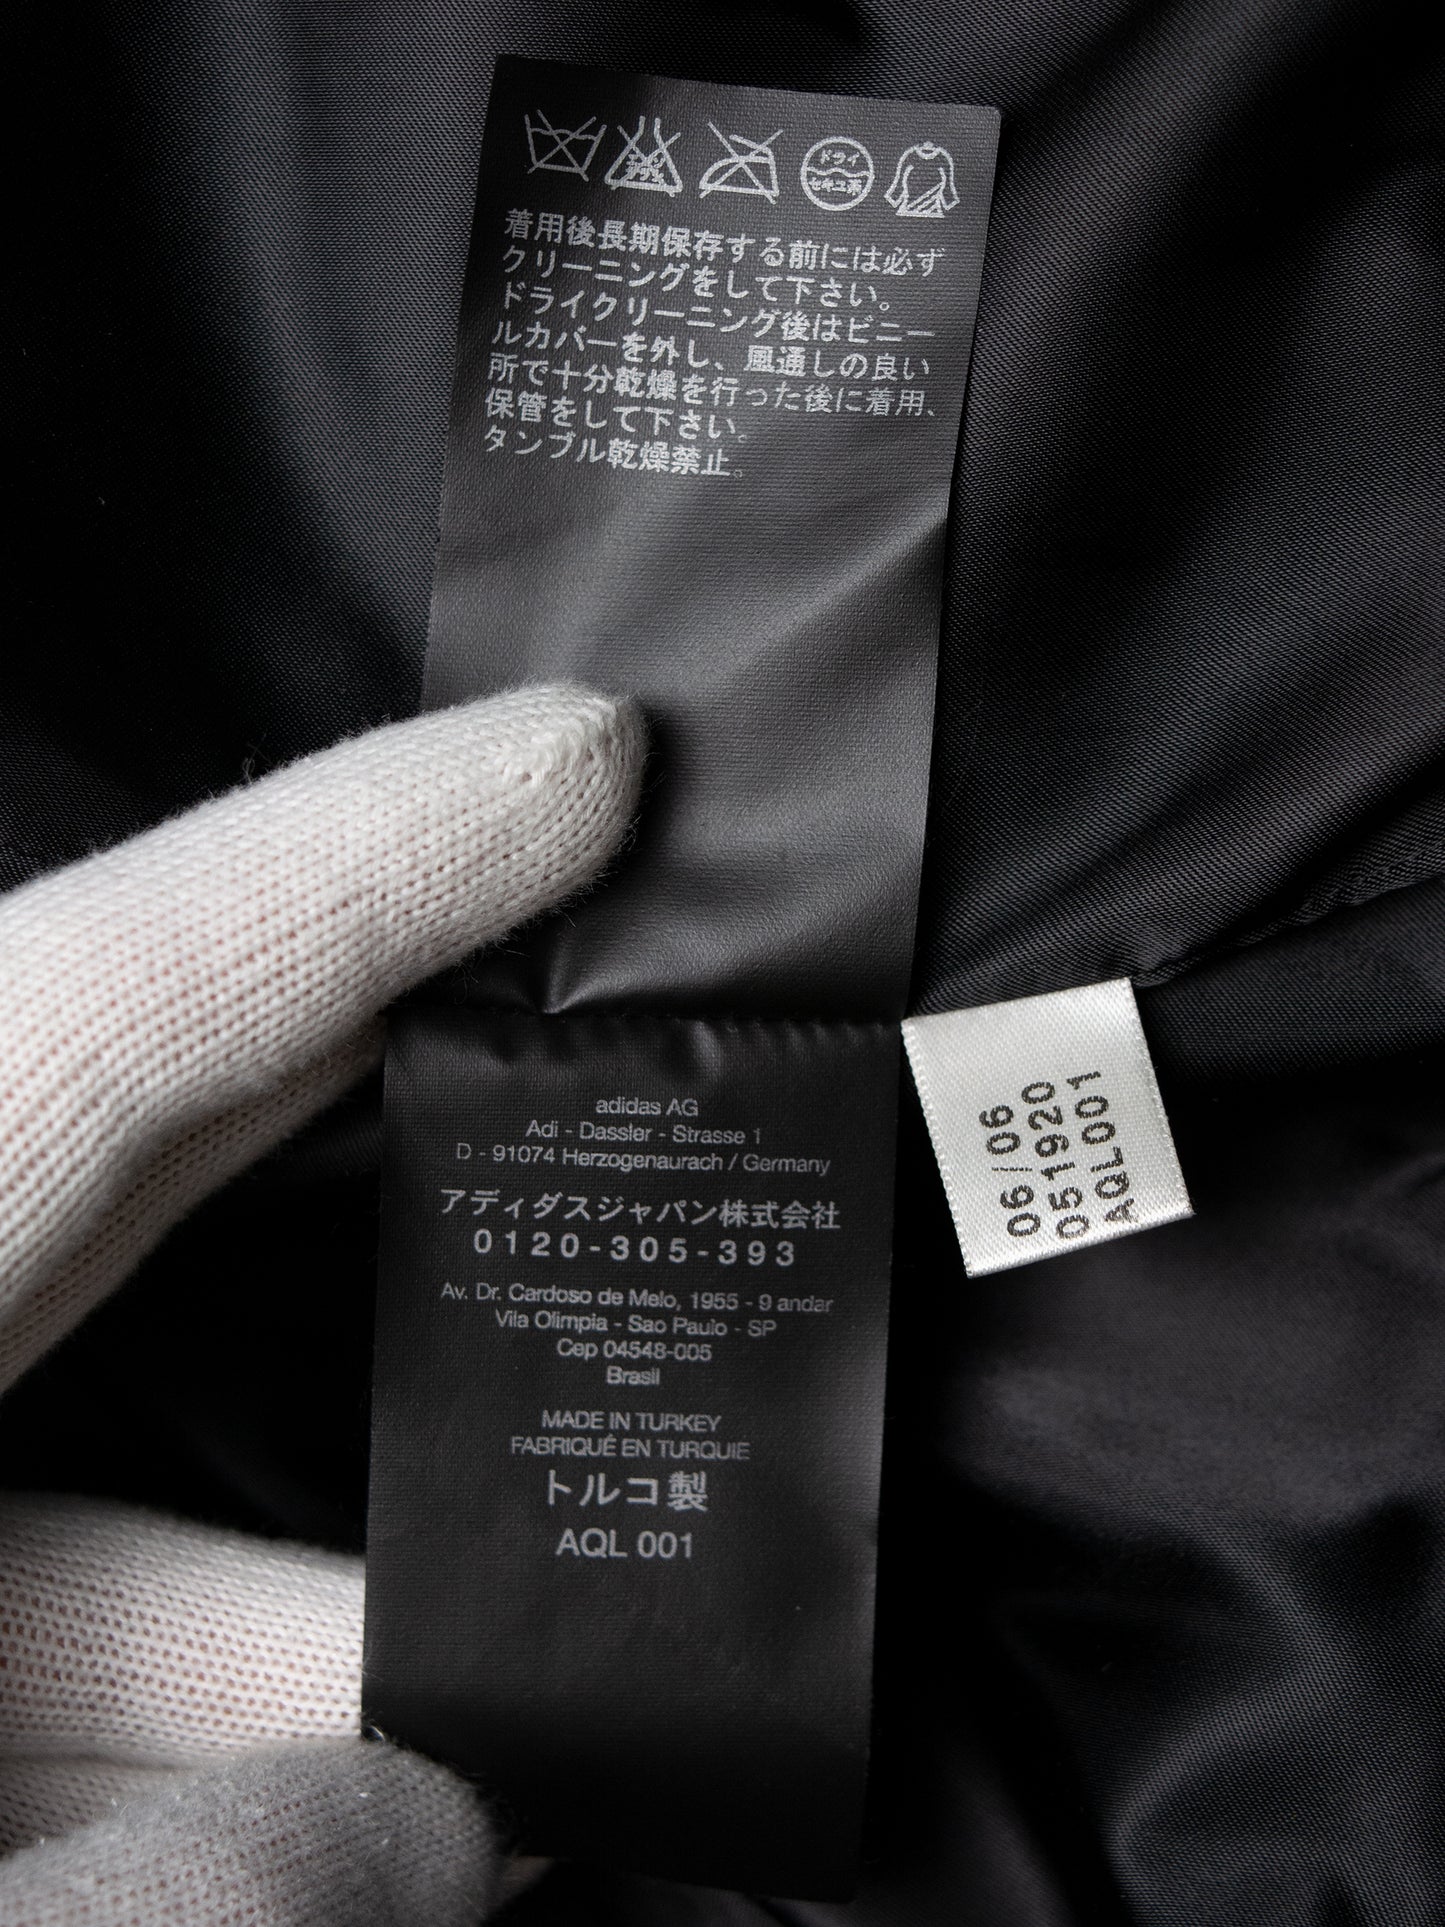 ドライ
セキユ系
着用後長期保存する前には必ず
クリーニングをして下さい。
ドライクリーニング後はビニー
ルカバーを外し、風通しの良い
所で十分乾燥を行った後に着用、
保管をして下さい。
タンブル乾燥禁止。
adidas AG
Adi - Dassler - Strasse 1
D - 91074 Herzogenaurach / Germany
アディダスジャパン株式会社
0120-305-393
Av. Dr. Cardoso de Melo, 1955 - 9 andar
Vila Olimpia - Sao Paulo - SP
Cep 04548-005
Brasil
MADE IN TURKEY
FABRIQUÉ EN TURQUIE
トルコ製
AQL 001
06/06
051920
AQL001